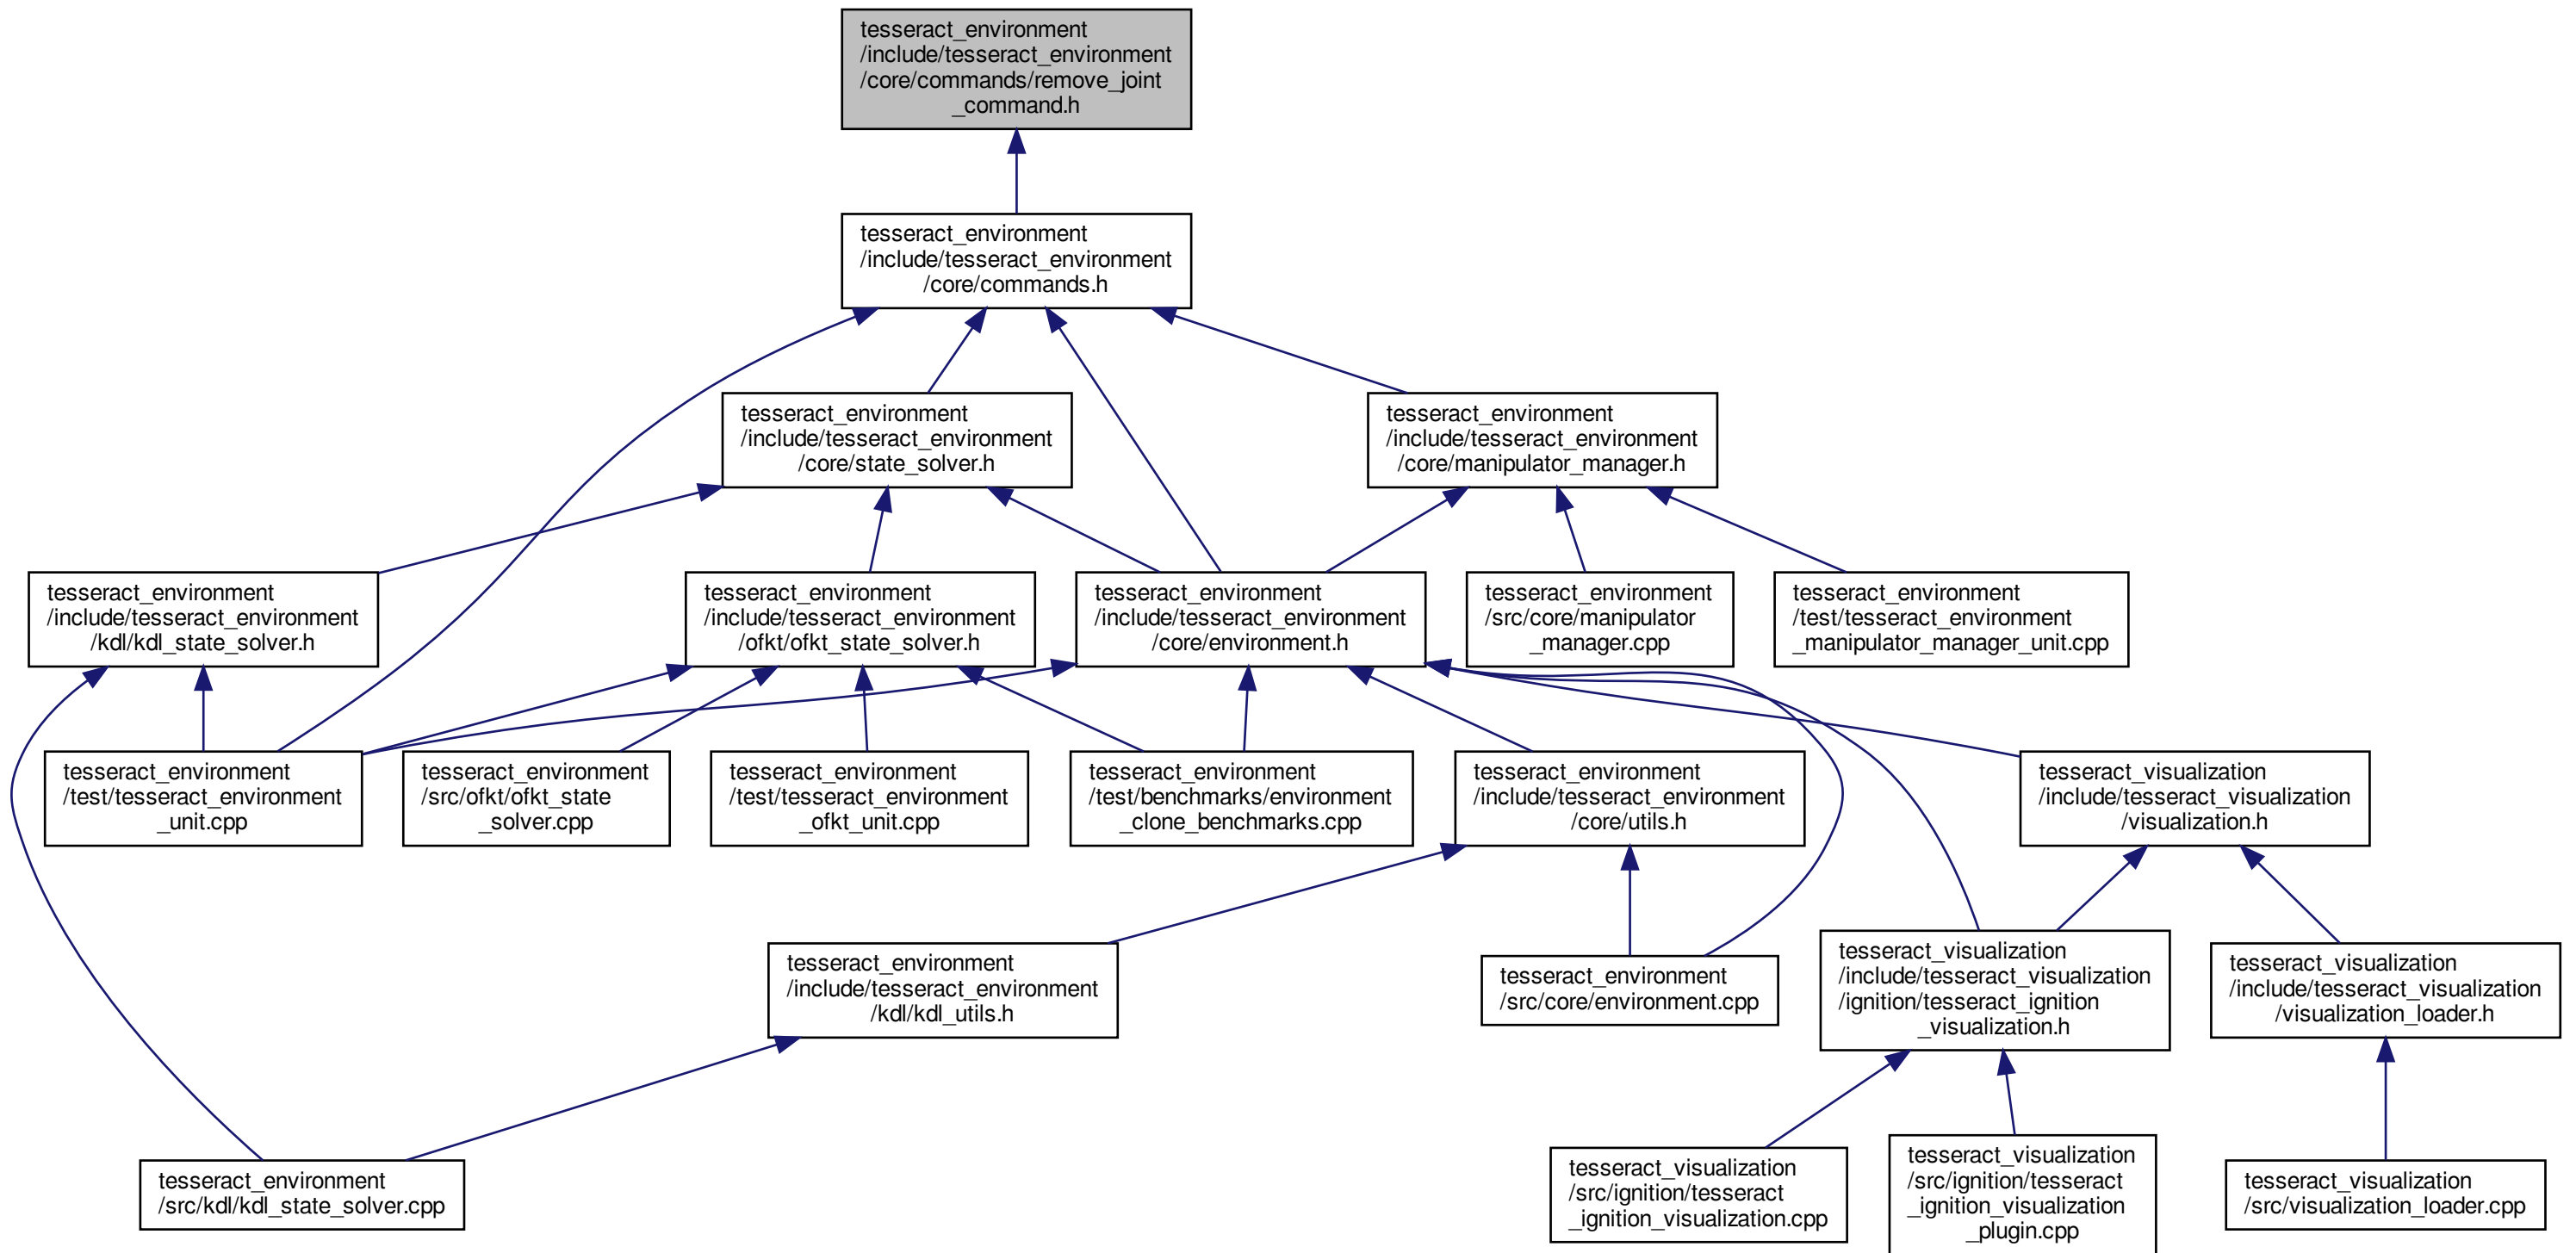 tesseract_environment
/include/tesseract_environment
/core/commands/remove_joint
_command.h
tesseract_environment
/include/tesseract_environment
/core/commands.h
tesseract_environment
/include/tesseract_environment
/core/state_solver.h
tesseract_environment
/include/tesseract_environment
/core/manipulator_manager.h
tesseract_environment
/include/tesseract_environment
/kdl/kdl_state_solver.h
tesseract_environment
/include/tesseract_environment
/ofkt/ofkt_state_solver.h
tesseract_environment
/include/tesseract_environment
/core/environment.h
tesseract_environment
/src/core/manipulator
_manager.cpp
tesseract_environment
/test/tesseract_environment
_manipulator_manager_unit.cpp
tesseract_environment
/test/tesseract_environment
_unit.cpp
tesseract_environment
/src/ofkt/ofkt_state
_solver.cpp
tesseract_environment
/test/tesseract_environment
_ofkt_unit.cpp
tesseract_environment
/test/benchmarks/environment
_clone_benchmarks.cpp
tesseract_environment
/include/tesseract_environment
/core/utils.h
tesseract_visualization
/include/tesseract_visualization
/visualization.h
tesseract_environment
/include/tesseract_environment
/kdl/kdl_utils.h
tesseract_environment
/src/core/environment.cpp
tesseract_visualization
/include/tesseract_visualization
/ignition/tesseract_ignition
_visualization.h
tesseract_visualization
/include/tesseract_visualization
/visualization_loader.h
tesseract_environment
/src/kdl/kdl_state_solver.cpp
tesseract_visualization
/src/ignition/tesseract
_ignition_visualization.cpp
tesseract_visualization
/src/ignition/tesseract
_ignition_visualization
_plugin.cpp
tesseract_visualization
/src/visualization_loader.cpp